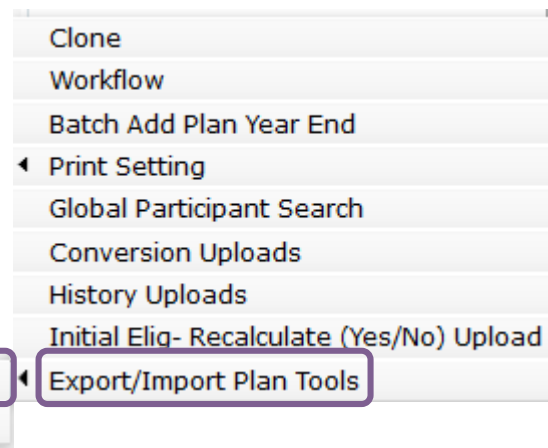 Clone
Workflow
Batch Add Plan Year End
Print Setting
Global Participant Search
Conversion Uploads
History Uploads
Initial Elig- Recalculate (Yes/No) Upload
Export/Import Plan Tools